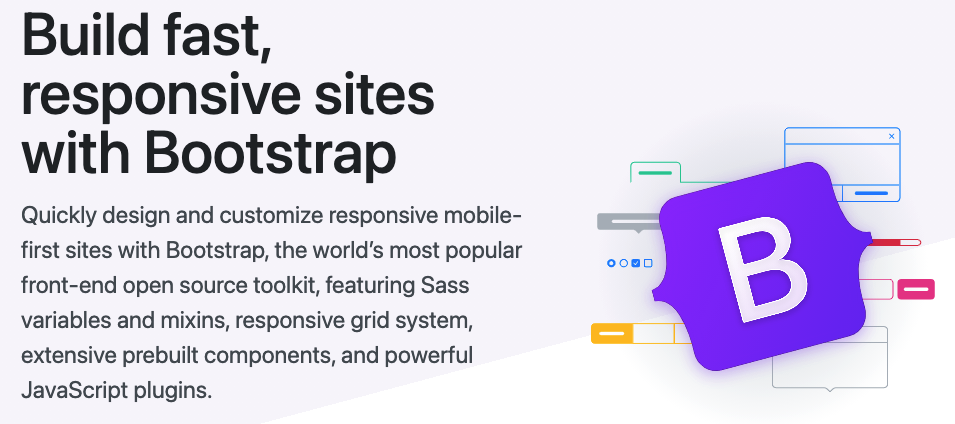 Build fast,
responsive sites
with Bootstrap
Quickly design and customize responsive mobile-
first sites with Bootstrap, the world’s most popular
front-end open source toolkit, featuring Sass
variables and mixins, responsive grid system,
extensive prebuilt components, and powerful
JavaScript plugins.
B